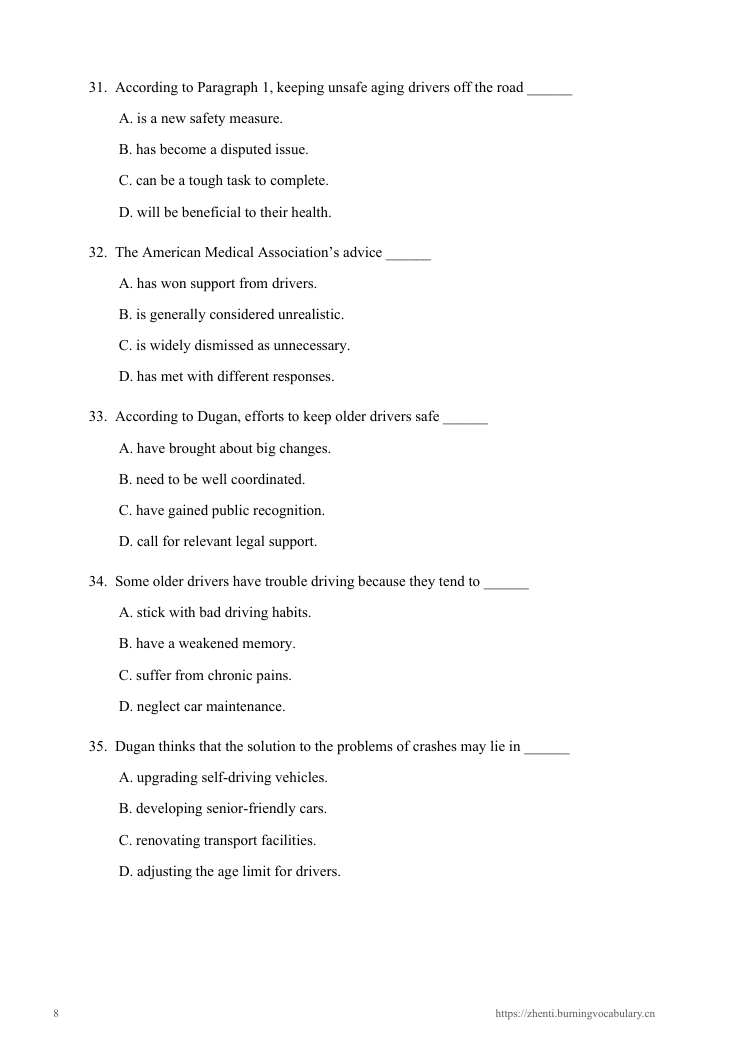 31. According to Paragraph 1, keeping unsafe aging drivers off the road ______
A. is a new safety measure.
B. has become a disputed issue.
C. can be a tough task to complete.
D. will be beneficial to their health.
32. The American Medical Association’s advice ______
A. has won support from drivers.
B. is generally considered unrealistic.
C. is widely dismissed as unnecessary.
D. has met with different responses.
33. According to Dugan, efforts to keep older drivers safe ______
A. have brought about big changes.
B. need to be well coordinated.
C. have gained public recognition.
D. call for relevant legal support.
34. Some older drivers have trouble driving because they tend to ______
A. stick with bad driving habits.
B. have a weakened memory.
C. suffer from chronic pains.
D. neglect car maintenance.
35. Dugan thinks that the solution to the problems of crashes may lie in ______
A. upgrading self-driving vehicles.
B. developing senior-friendly cars.
C. renovating transport facilities.
D. adjusting the age limit for drivers.
8 https://zhenti.burningvocabulary.cn